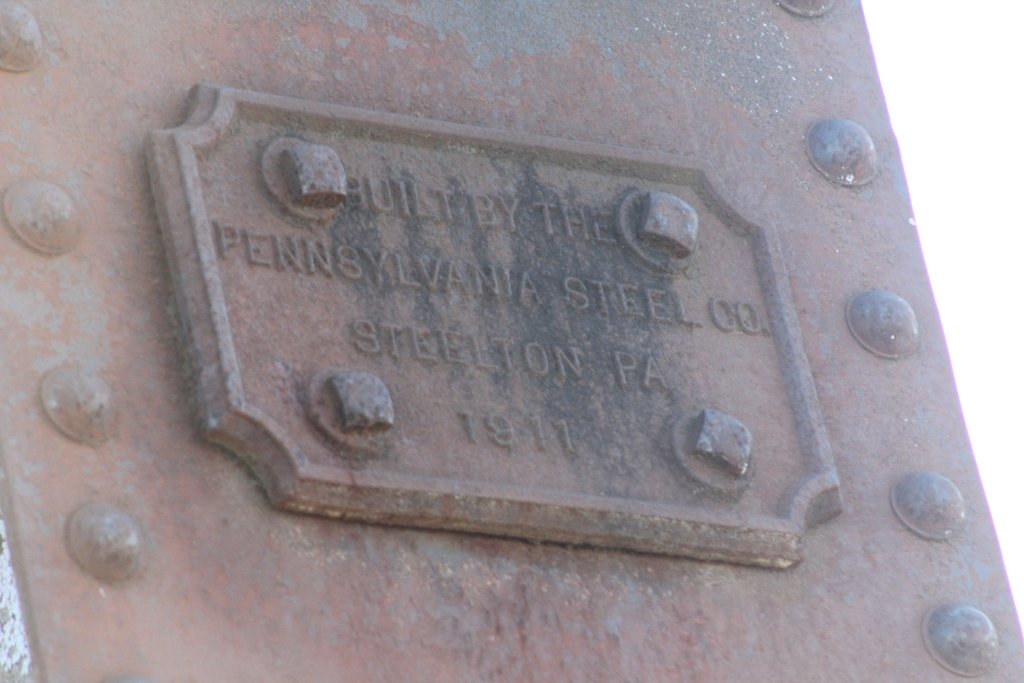 BUILT BY THE
PENNSYLVANIA STEEL CO.
STEELTON PA
1911